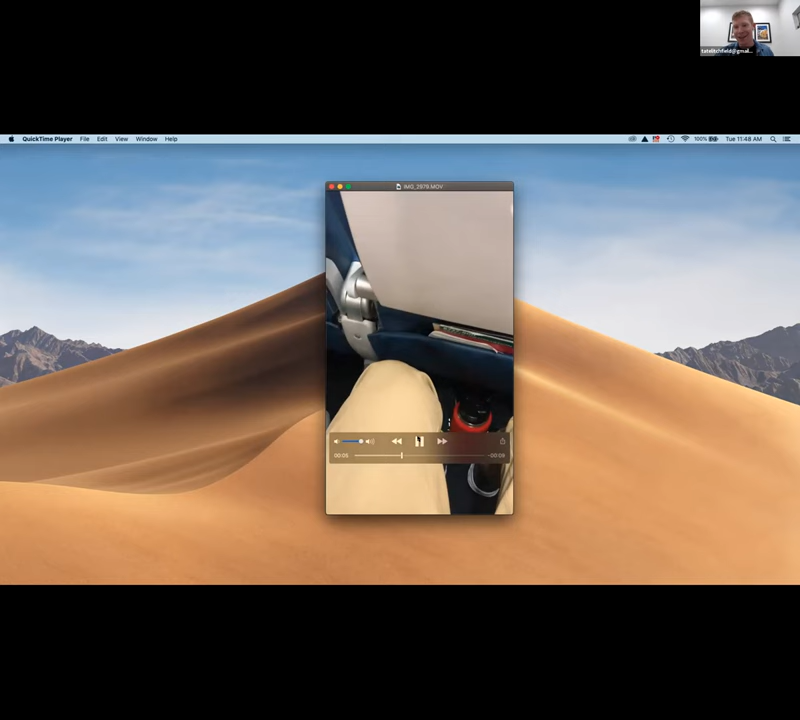 tatelitchfield@gmai...
QuickTime Player File Edit View Window Help
100% Tue 11:48 AM
IMG_2979.MOV
00:05
-00:09